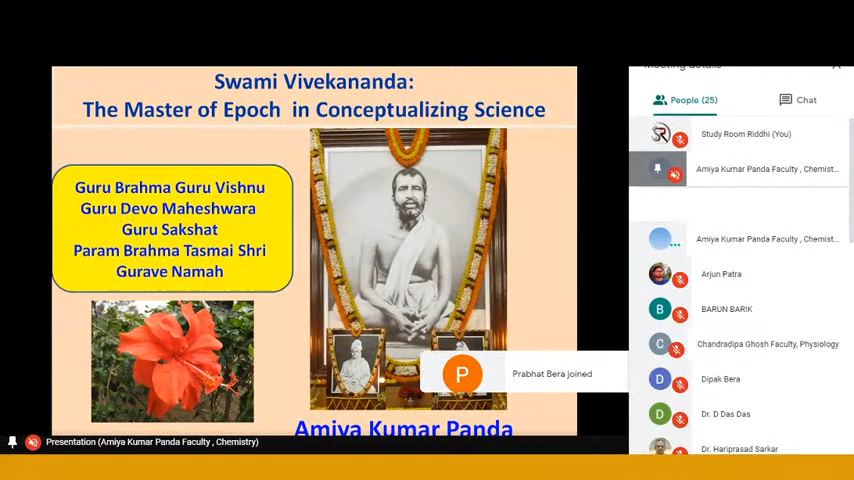 Swami Vivekananda:
The Master of Epoch in Conceptualizing Science
Guru Brahma Guru Vishnu
Guru Devo Maheshwara
Guru Sakshat
Param Brahma Tasmai Shri
Gurave Namah
Amiya Kumar Panda
Presentation (Amiya Kumar Panda Faculty , Chemistry)
P
Prabhat Bera joined
Meeting details
People (25)
Chat
SR
Study Room Riddhi (You)
Amiya Kumar Panda Faculty , Chemist...
Amiya Kumar Panda Faculty , Chemist...
Arjun Patra
B
BARUN BARIK
C
Chandradipa Ghosh Faculty, Physiology
D
Dipak Bera
D
Dr. D Das Das
Dr. Hariprasad Sarkar